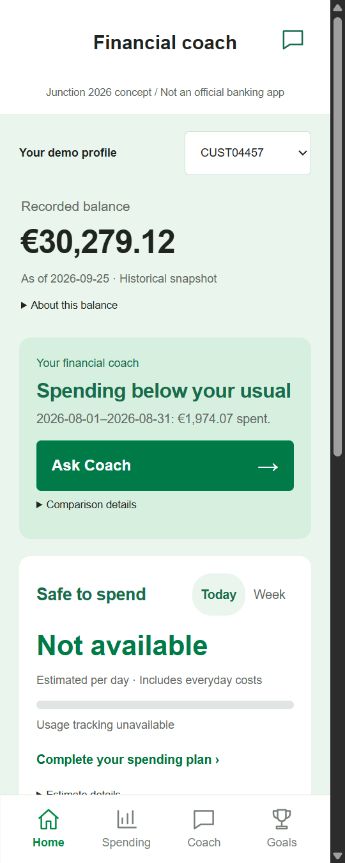 Financial coach
Junction 2026 concept / Not an official banking app
Your demo profile
CUST04457
Recorded balance
€30,279.12
As of 2026-09-25 · Historical snapshot
▶ About this balance
Your financial coach
Spending below your usual
2026-08-01–2026-08-31: €1,974.07 spent.
Ask Coach →
▶ Comparison details
Safe to spend
Today Week
Not available
Estimated per day · Includes everyday costs
Usage tracking unavailable
Complete your spending plan ›
▶ Estimate details
Home Spending Coach Goals